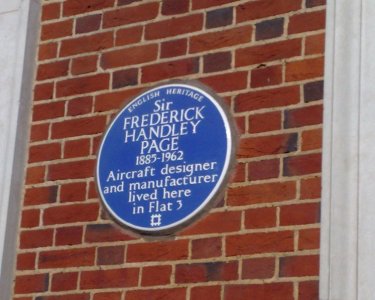 ENGLISH HERITAGE
Sir
FREDERICK
HANDLEY
PAGE
1885-1962
Aircraft designer
and manufacturer
lived here
in Flat 3